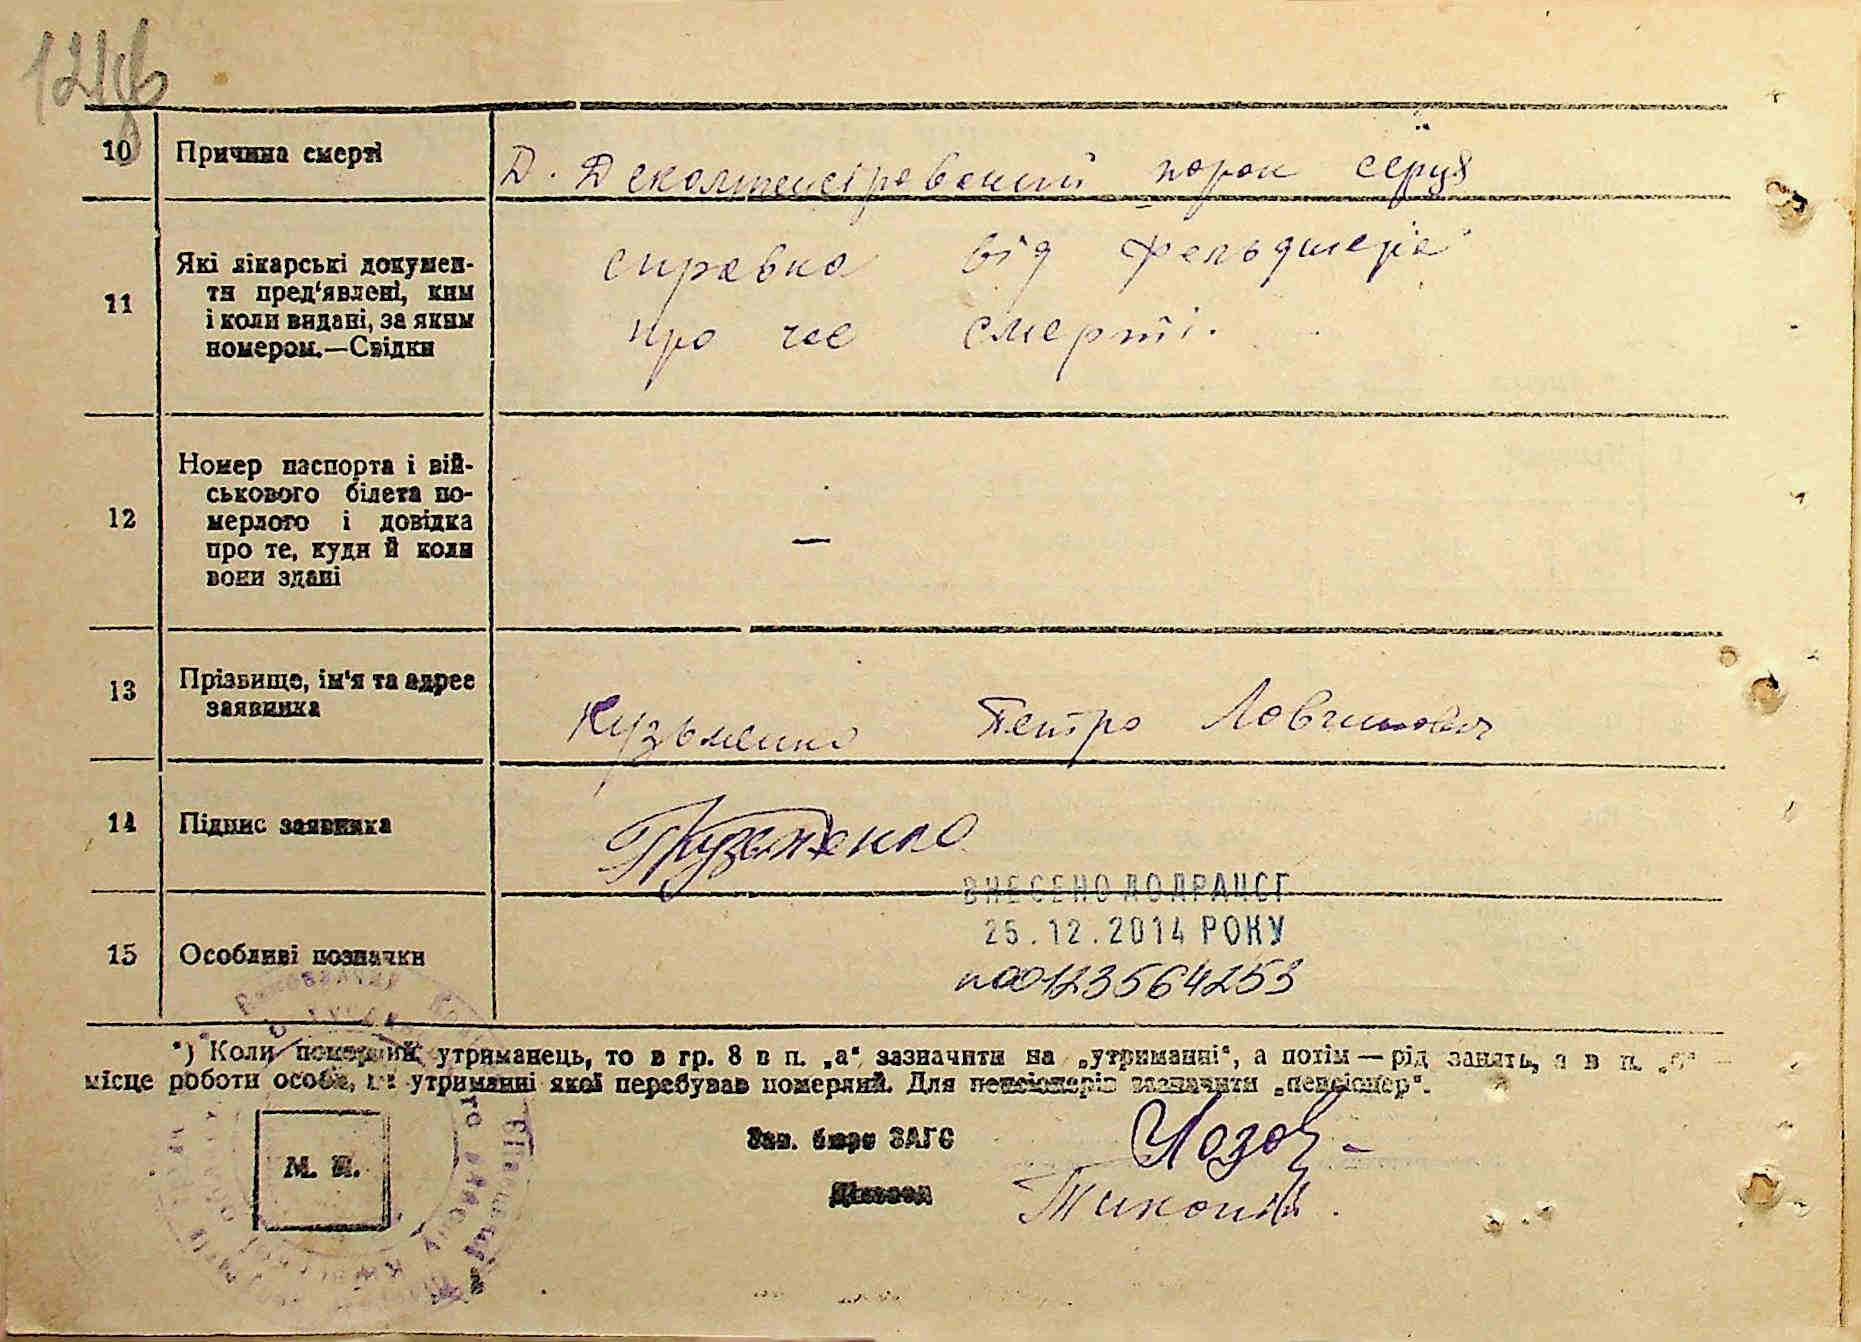 10 Причина смерті Д. Декомпенсірований порок серця
11 Які лікарські докумен-
ти пред'явлені, ким
і коли видані, за яким
номером.—Свідки
справка від фельдшера
про час смерті.
12 Номер паспорта і вій-
ськового білета по-
мерлого і довідка
про те, куди й коли
вони здані
—
13 Прізвище, ім'я та адрес
заявника
Кузьменко Петро
14 Підпис заявника
Кузьменко
ВНЕСЕНО ДО ДРАЦСГ
25.12.2014 РОКУ
15 Особливі позначки
n00123564253
*) Коли померлий утриманець, то в гр. 8 в п. „а“ зазначити на „утриманні“, а потім — рід занять, а в п. „б“ —
місце роботи особи, на утриманні якої перебував померлий. Для пенсіонерів зазначити „пенсіонер“.
Зав. бюро ЗАГС
М. П.
Діловод